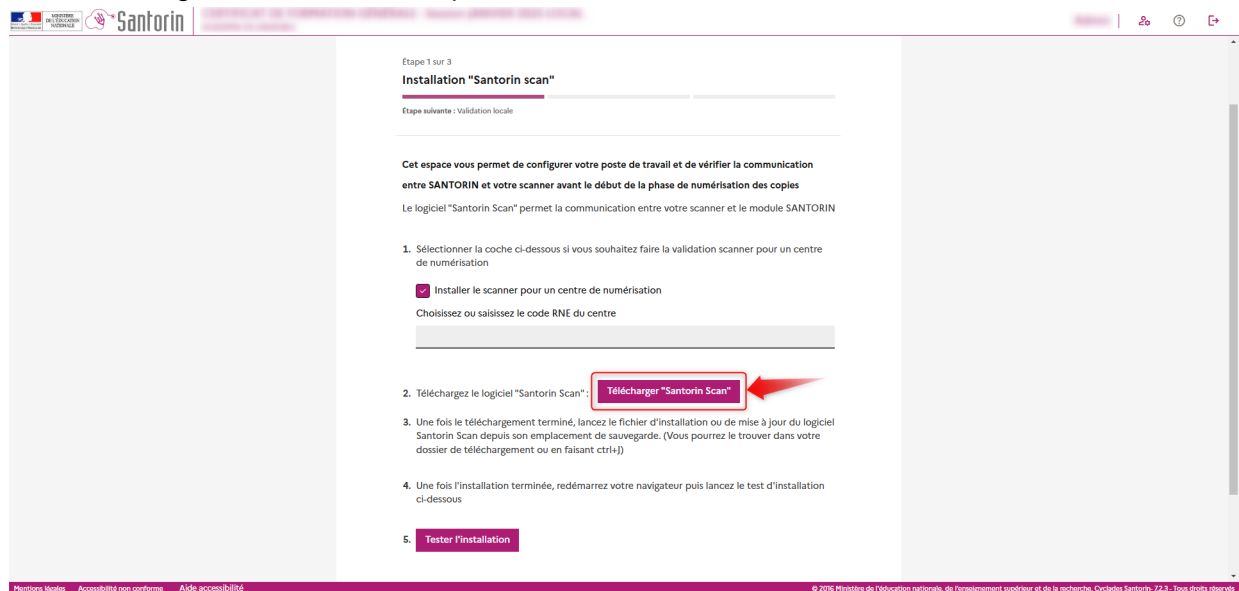 MINISTÈRE
DE L'ÉDUCATION
NATIONALE
Santorin
Étape 1 sur 3
Installation "Santorin scan"
Étape suivante : Validation locale
Cet espace vous permet de configurer votre poste de travail et de vérifier la communication
entre SANTORIN et votre scanner avant le début de la phase de numérisation des copies
Le logiciel "Santorin Scan" permet la communication entre votre scanner et le module SANTORIN
1. Sélectionner la coche ci-dessous si vous souhaitez faire la validation scanner pour un centre
de numérisation
Installer le scanner pour un centre de numérisation
Choisissez ou saisissez le code RNE du centre
2. Téléchargez le logiciel "Santorin Scan" : Télécharger "Santorin Scan"
3. Une fois le téléchargement terminé, lancez le fichier d'installation ou de mise à jour du logiciel
Santorin Scan depuis son emplacement de sauvegarde. (Vous pourrez le trouver dans votre
dossier de téléchargement ou en faisant ctrl+J)
4. Une fois l'installation terminée, redémarrez votre navigateur puis lancez le test d'installation
ci-dessous
5. Tester l'installation
Mentions légales Accessibilité non conforme Aide accessibilité © 2016 Ministère de l'éducation nationale, de l'enseignement supérieur et de la recherche. Cyclades Santorin- 7.2.3 - Tous droits réservés